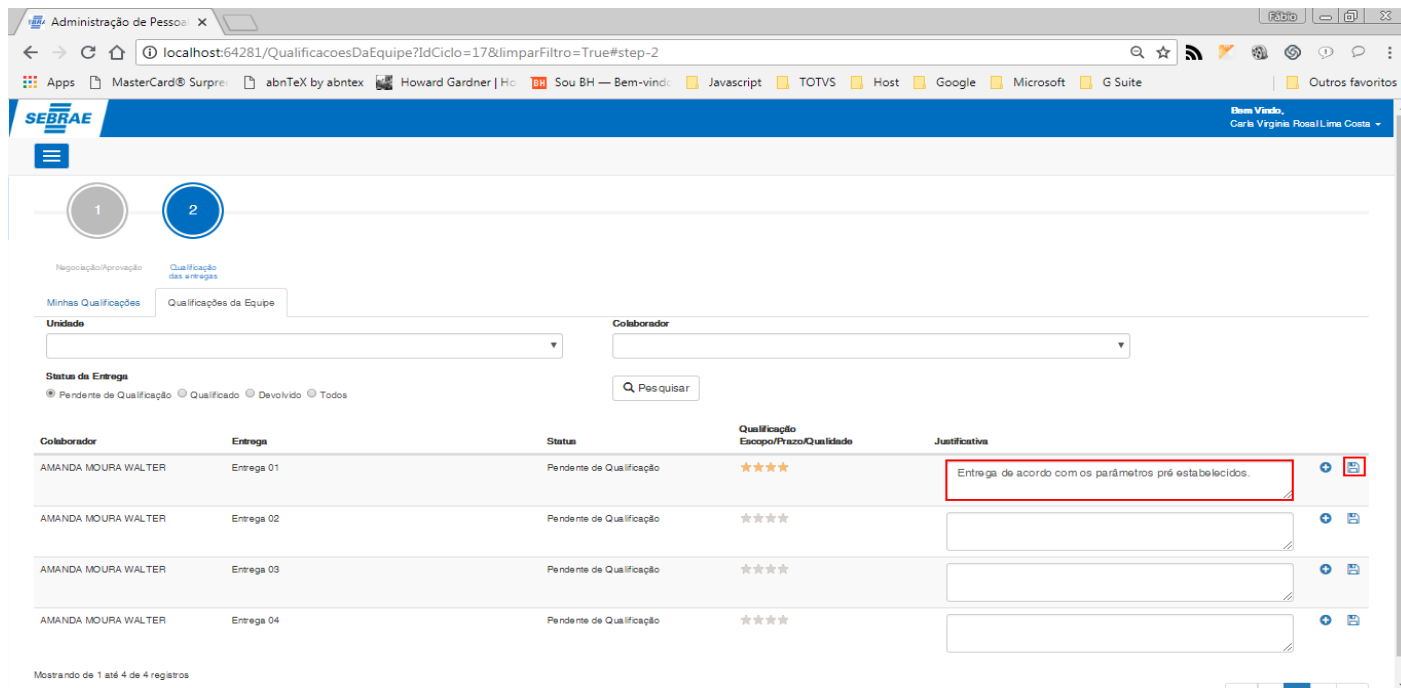 Administração de Pessoal
Fábio
localhost:64281/QualificacoesDaEquipe?IdCiclo=17&limparFiltro=True#step-2
Apps MasterCard® Surpre abnTeX by abntex Howard Gardner | Ho BH Sou BH — Bem-vindo Javascript TOTVS Host Google Microsoft G Suite Outros favoritos
SEBRAE
Bem Vindo,
Carla Virginia Rosal Lima Costa
1 2
Negociação/Aprovação Qualificação
das entregas
Minhas Qualificações Qualificações da Equipe
Unidade Colaborador
Status da Entrega
Pendente de Qualificação Qualificado Devolvido Todos
Pesquisar
Colaborador Entrega Status Qualificação Escopo/Prazo/Qualidade Justificativa
AMANDA MOURA WALTER Entrega 01 Pendente de Qualificação Entrega de acordo com os parâmetros pré estabelecidos.
AMANDA MOURA WALTER Entrega 02 Pendente de Qualificação
AMANDA MOURA WALTER Entrega 03 Pendente de Qualificação
AMANDA MOURA WALTER Entrega 04 Pendente de Qualificação
Mostrando de 1 até 4 de 4 registros